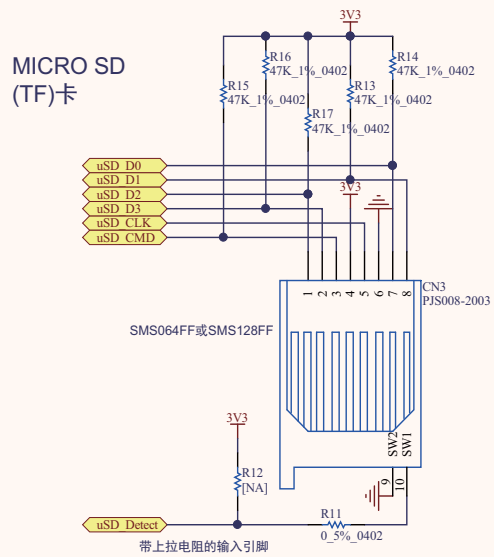 3V3
MICRO SD
(TF)卡
R16
47K_1%_0402
R14
47K_1%_0402
R15
47K_1%_0402
R13
47K_1%_0402
R17
47K_1%_0402
uSD_D0
uSD_D1
uSD_D2
uSD_D3
uSD_CLK
uSD_CMD
3V3
1
2
3
4
5
6
7
8
CN3
PJS008-2003
SMS064FF或SMS128FF
SW2
SW1
9
10
3V3
R12
[NA]
uSD_Detect
R11
0_5%_0402
带上拉电阻的输入引脚